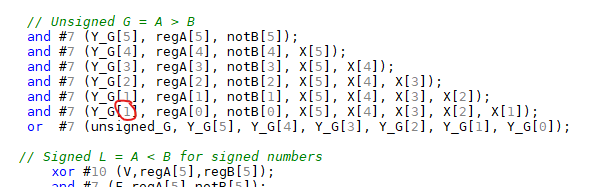 // Unsigned G = A > B
and #7 (Y_G[5], regA[5], notB[5]);
and #7 (Y_G[4], regA[4], notB[4], X[5]);
and #7 (Y_G[3], regA[3], notB[3], X[5], X[4]);
and #7 (Y_G[2], regA[2], notB[2], X[5], X[4], X[3]);
and #7 (Y_G[1], regA[1], notB[1], X[5], X[4], X[3], X[2]);
and #7 (Y_G[1], regA[0], notB[0], X[5], X[4], X[3], X[2], X[1]);
or #7 (unsigned_G, Y_G[5], Y_G[4], Y_G[3], Y_G[2], Y_G[1], Y_G[0]);
// Signed L = A < B for signed numbers
xor #10 (V,regA[5],regB[5]);
and #7 (F,regA[5],notB[5]);